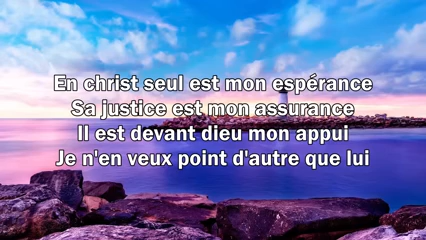 En christ seul est mon espérance
Sa justice est mon assurance
Il est devant dieu mon appui
Je n'en veux point d'autre que lui